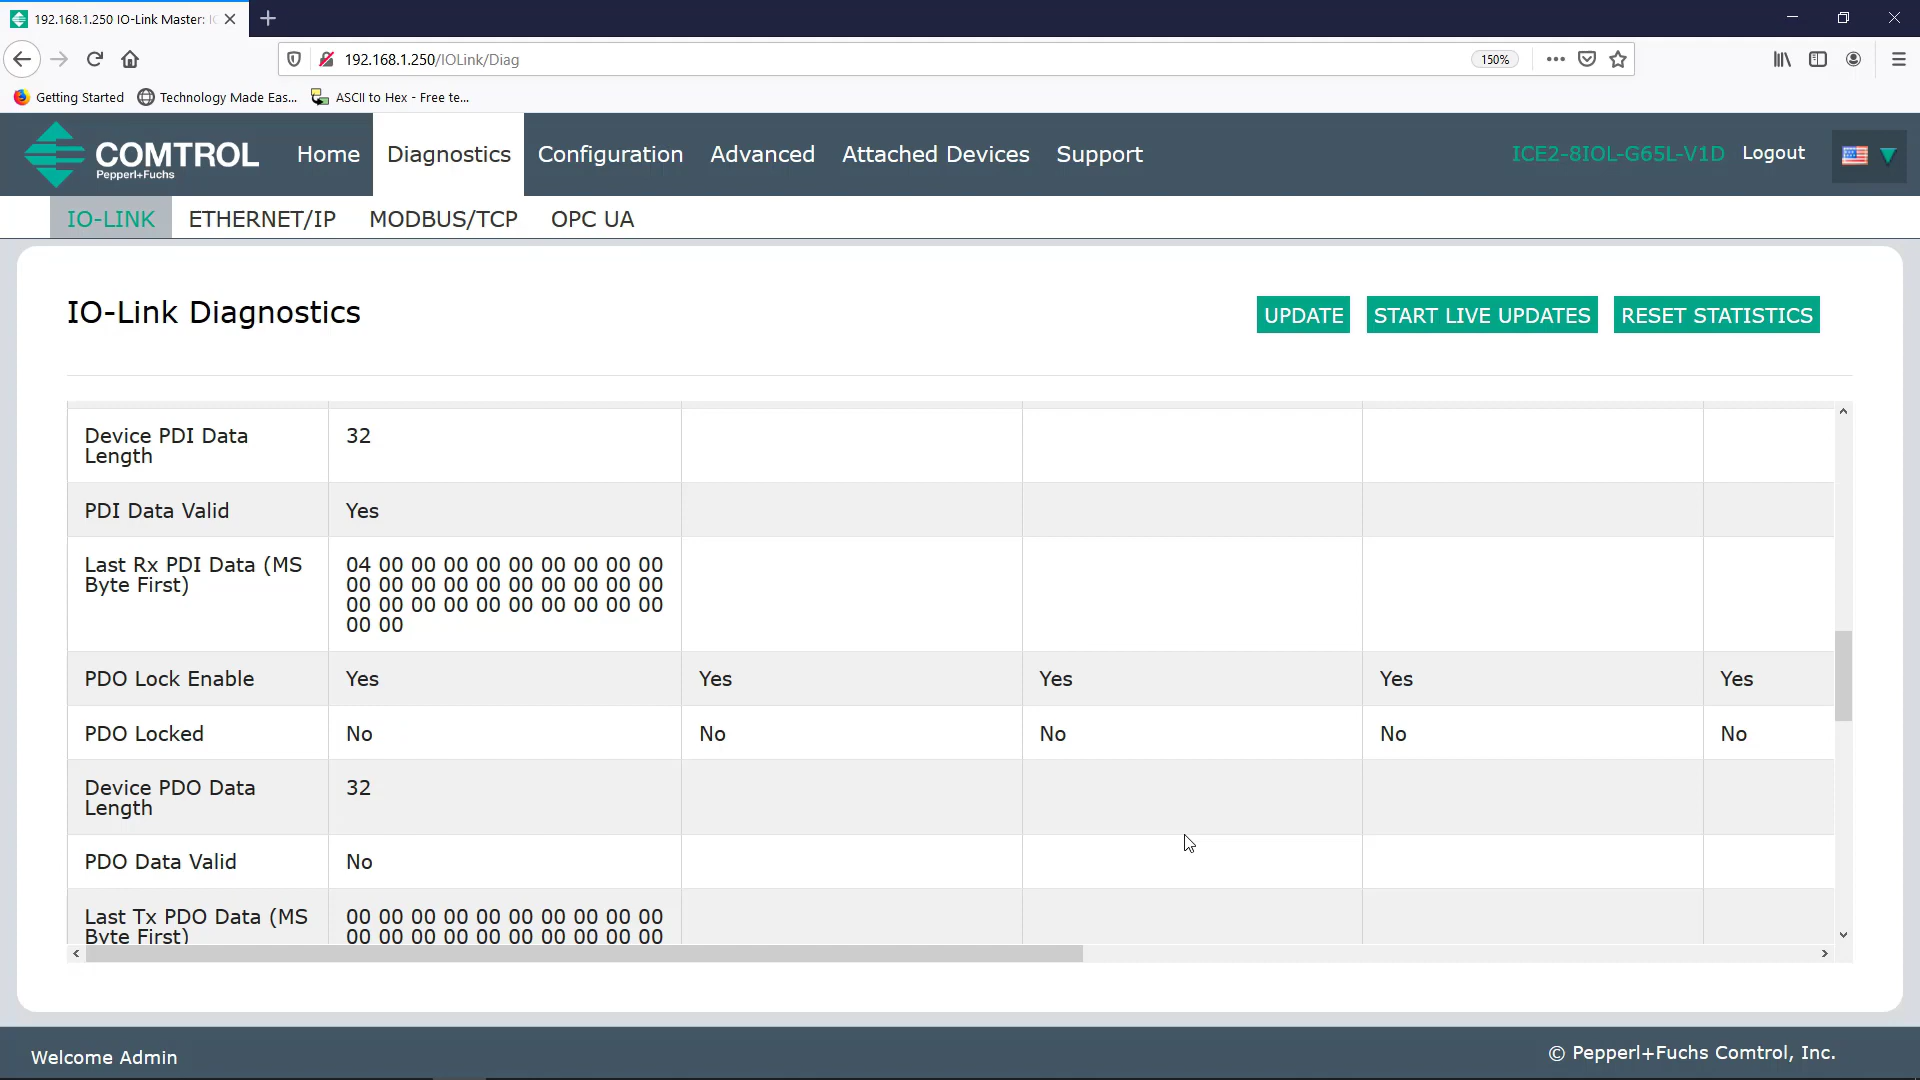 192.168.1.250 IO-Link Master: IO
192.168.1.250/IOLink/Diag
150%
Getting Started
Technology Made Eas...
ASCII to Hex - Free te...
COMTROL
Pepperl+Fuchs
Home
Diagnostics
Configuration
Advanced
Attached Devices
Support
ICE2-8IOL-G65L-V1D
Logout
IO-LINK
ETHERNET/IP
MODBUS/TCP
OPC UA
IO-Link Diagnostics
UPDATE
START LIVE UPDATES
RESET STATISTICS
Device PDI Data
Length
32
PDI Data Valid
Yes
Last Rx PDI Data (MS
Byte First)
04 00 00 00 00 00 00 00 00 00
00 00 00 00 00 00 00 00 00 00
00 00 00 00 00 00 00 00 00 00
00 00
PDO Lock Enable
Yes
Yes
Yes
Yes
Yes
PDO Locked
No
No
No
No
No
Device PDO Data
Length
32
PDO Data Valid
No
Last Tx PDO Data (MS
Byte First)
00 00 00 00 00 00 00 00 00 00
00 00 00 00 00 00 00 00 00 00
Welcome Admin
© Pepperl+Fuchs Comtrol, Inc.